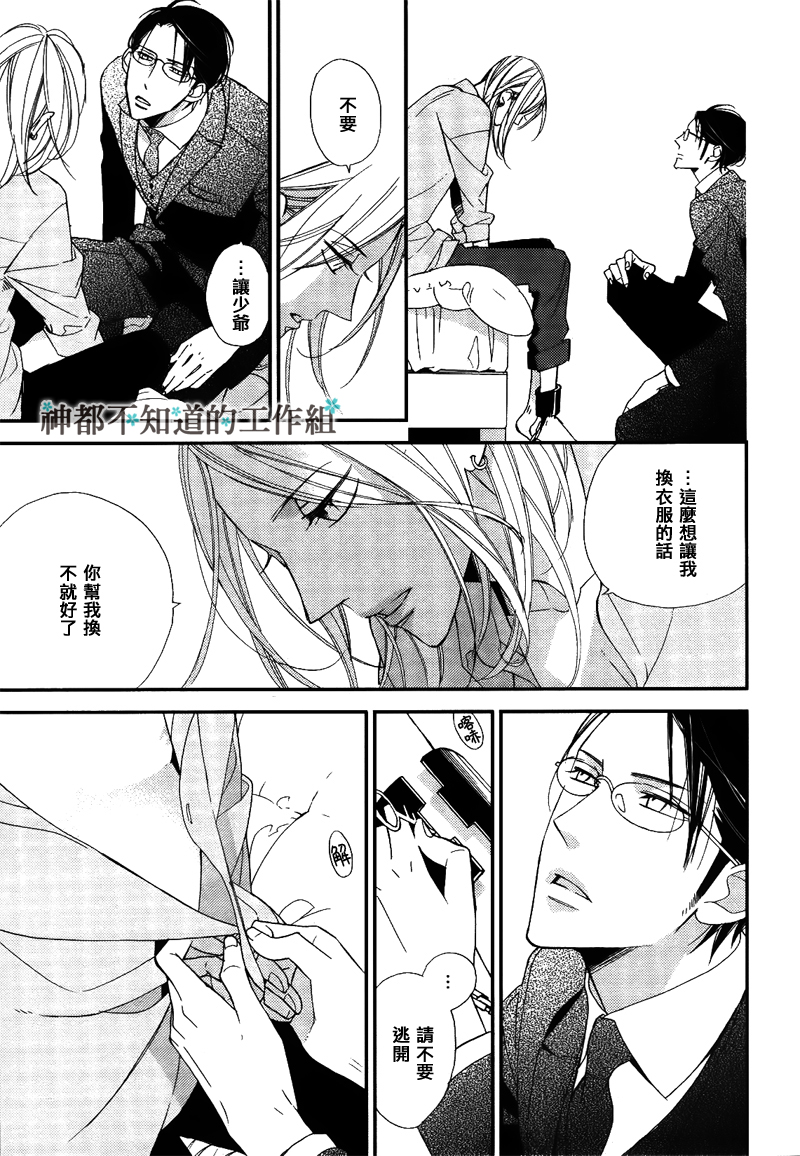 不要
…讓少爺
神都不知道的工作組
…這麼想讓我
換衣服的話
你幫我換
不就好了
喀哧
…
請不要
逃開
解